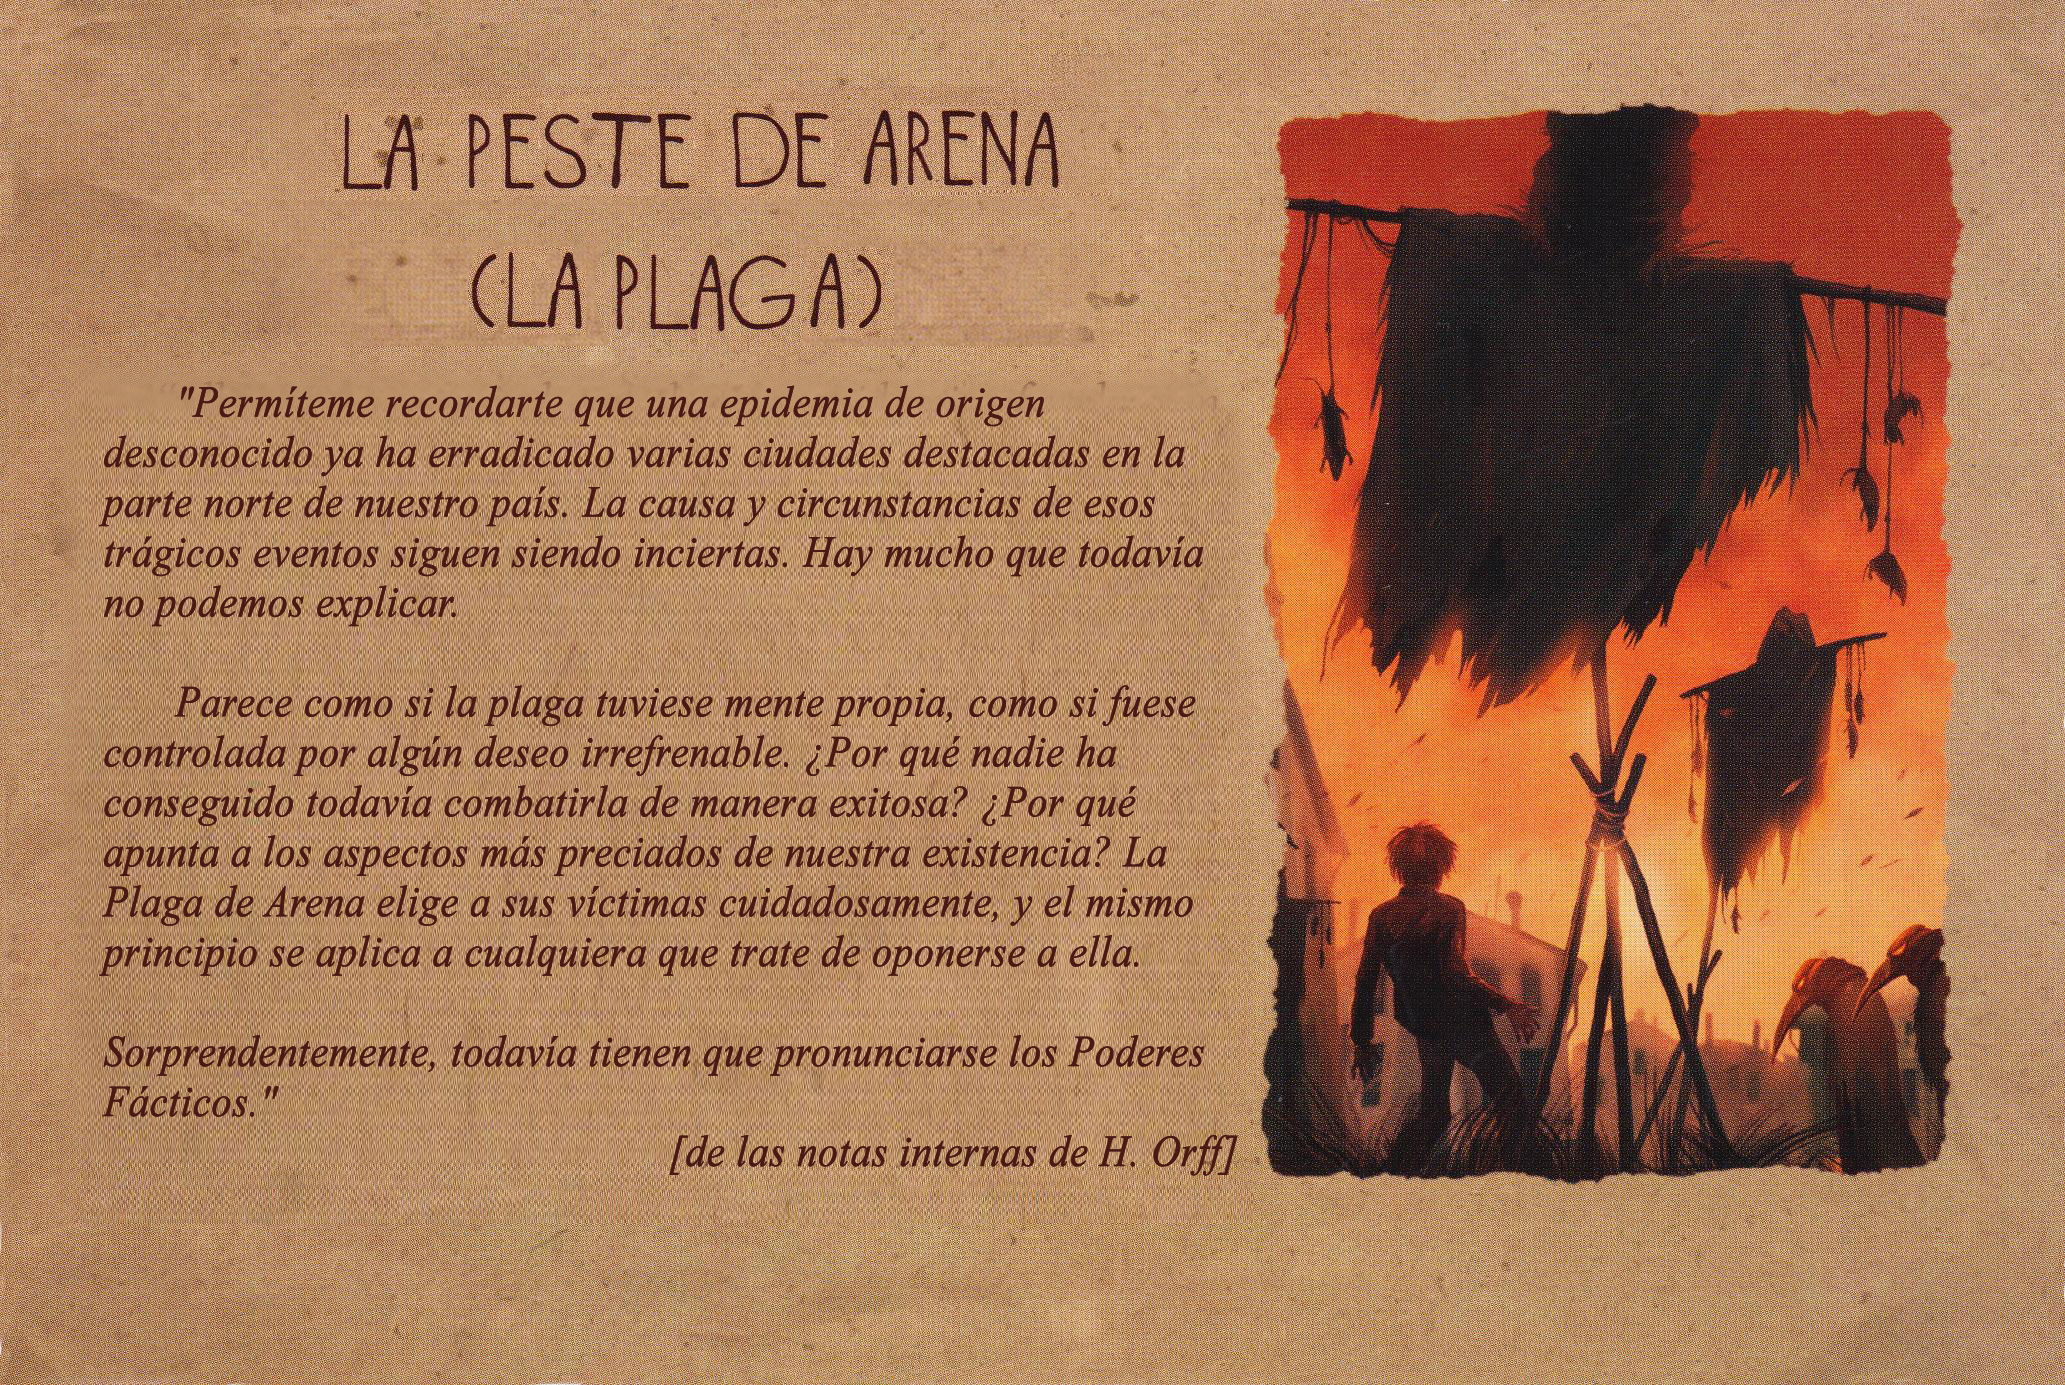 LA PESTE DE ARENA
(LA PLAGA)
"Permíteme recordarte que una epidemia de origen
desconocido ya ha erradicado varias ciudades destacadas en la
parte norte de nuestro país. La causa y circunstancias de esos
trágicos eventos siguen siendo inciertas. Hay mucho que todavía
no podemos explicar.
Parece como si la plaga tuviese mente propia, como si fuese
controlada por algún deseo irrefrenable. ¿Por qué nadie ha
conseguido todavía combatirla de manera exitosa? ¿Por qué
apunta a los aspectos más preciados de nuestra existencia? La
Plaga de Arena elige a sus víctimas cuidadosamente, y el mismo
principio se aplica a cualquiera que trate de oponerse a ella.
Sorprendentemente, todavía tienen que pronunciarse los Poderes
Fácticos."
[de las notas internas de H. Orff]